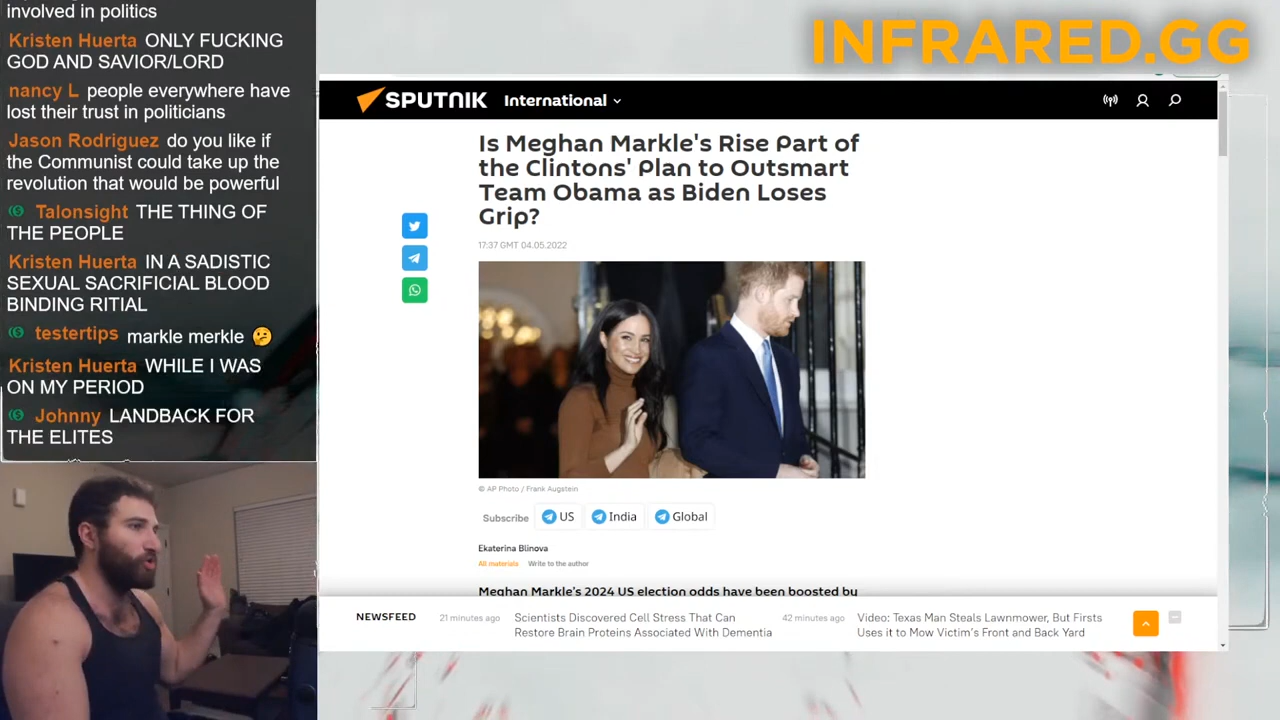 involved in politics
Kristen Huerta ONLY FUCKING
GOD AND SAVIOR/LORD
nancy L people everywhere have
lost their trust in politicians
Jason Rodriguez do you like if
the Communist could take up the
revolution that would be powerful
Talonsight THE THING OF
THE PEOPLE
Kristen Huerta IN A SADISTIC
SEXUAL SACRIFICIAL BLOOD
BINDING RITIAL
testertips markle merkle 🤔
Kristen Huerta WHILE I WAS
ON MY PERIOD
Johnny LANDBACK FOR
THE ELITES
INFRARED.GG
SPUTNIK International
Is Meghan Markle's Rise Part of
the Clintons' Plan to Outsmart
Team Obama as Biden Loses
Grip?
17:37 GMT 04.05.2022
© AP Photo / Frank Augstein
Subscribe US India Global
Ekaterina Blinova
All materials Write to the author
Meghan Markle's 2024 US election odds have been boosted by
NEWSFEED
21 minutes ago
Scientists Discovered Cell Stress That Can
Restore Brain Proteins Associated With Dementia
42 minutes ago
Video: Texas Man Steals Lawnmower, But Firsts
Uses it to Mow Victim's Front and Back Yard